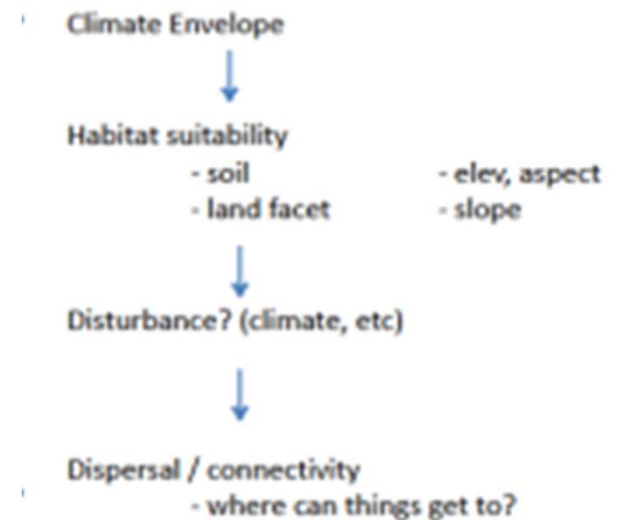 Climate Envelope
Habitat suitability
- soil - elev, aspect
- land facet - slope
Disturbance? (climate, etc)
Dispersal / connectivity
- where can things get to?